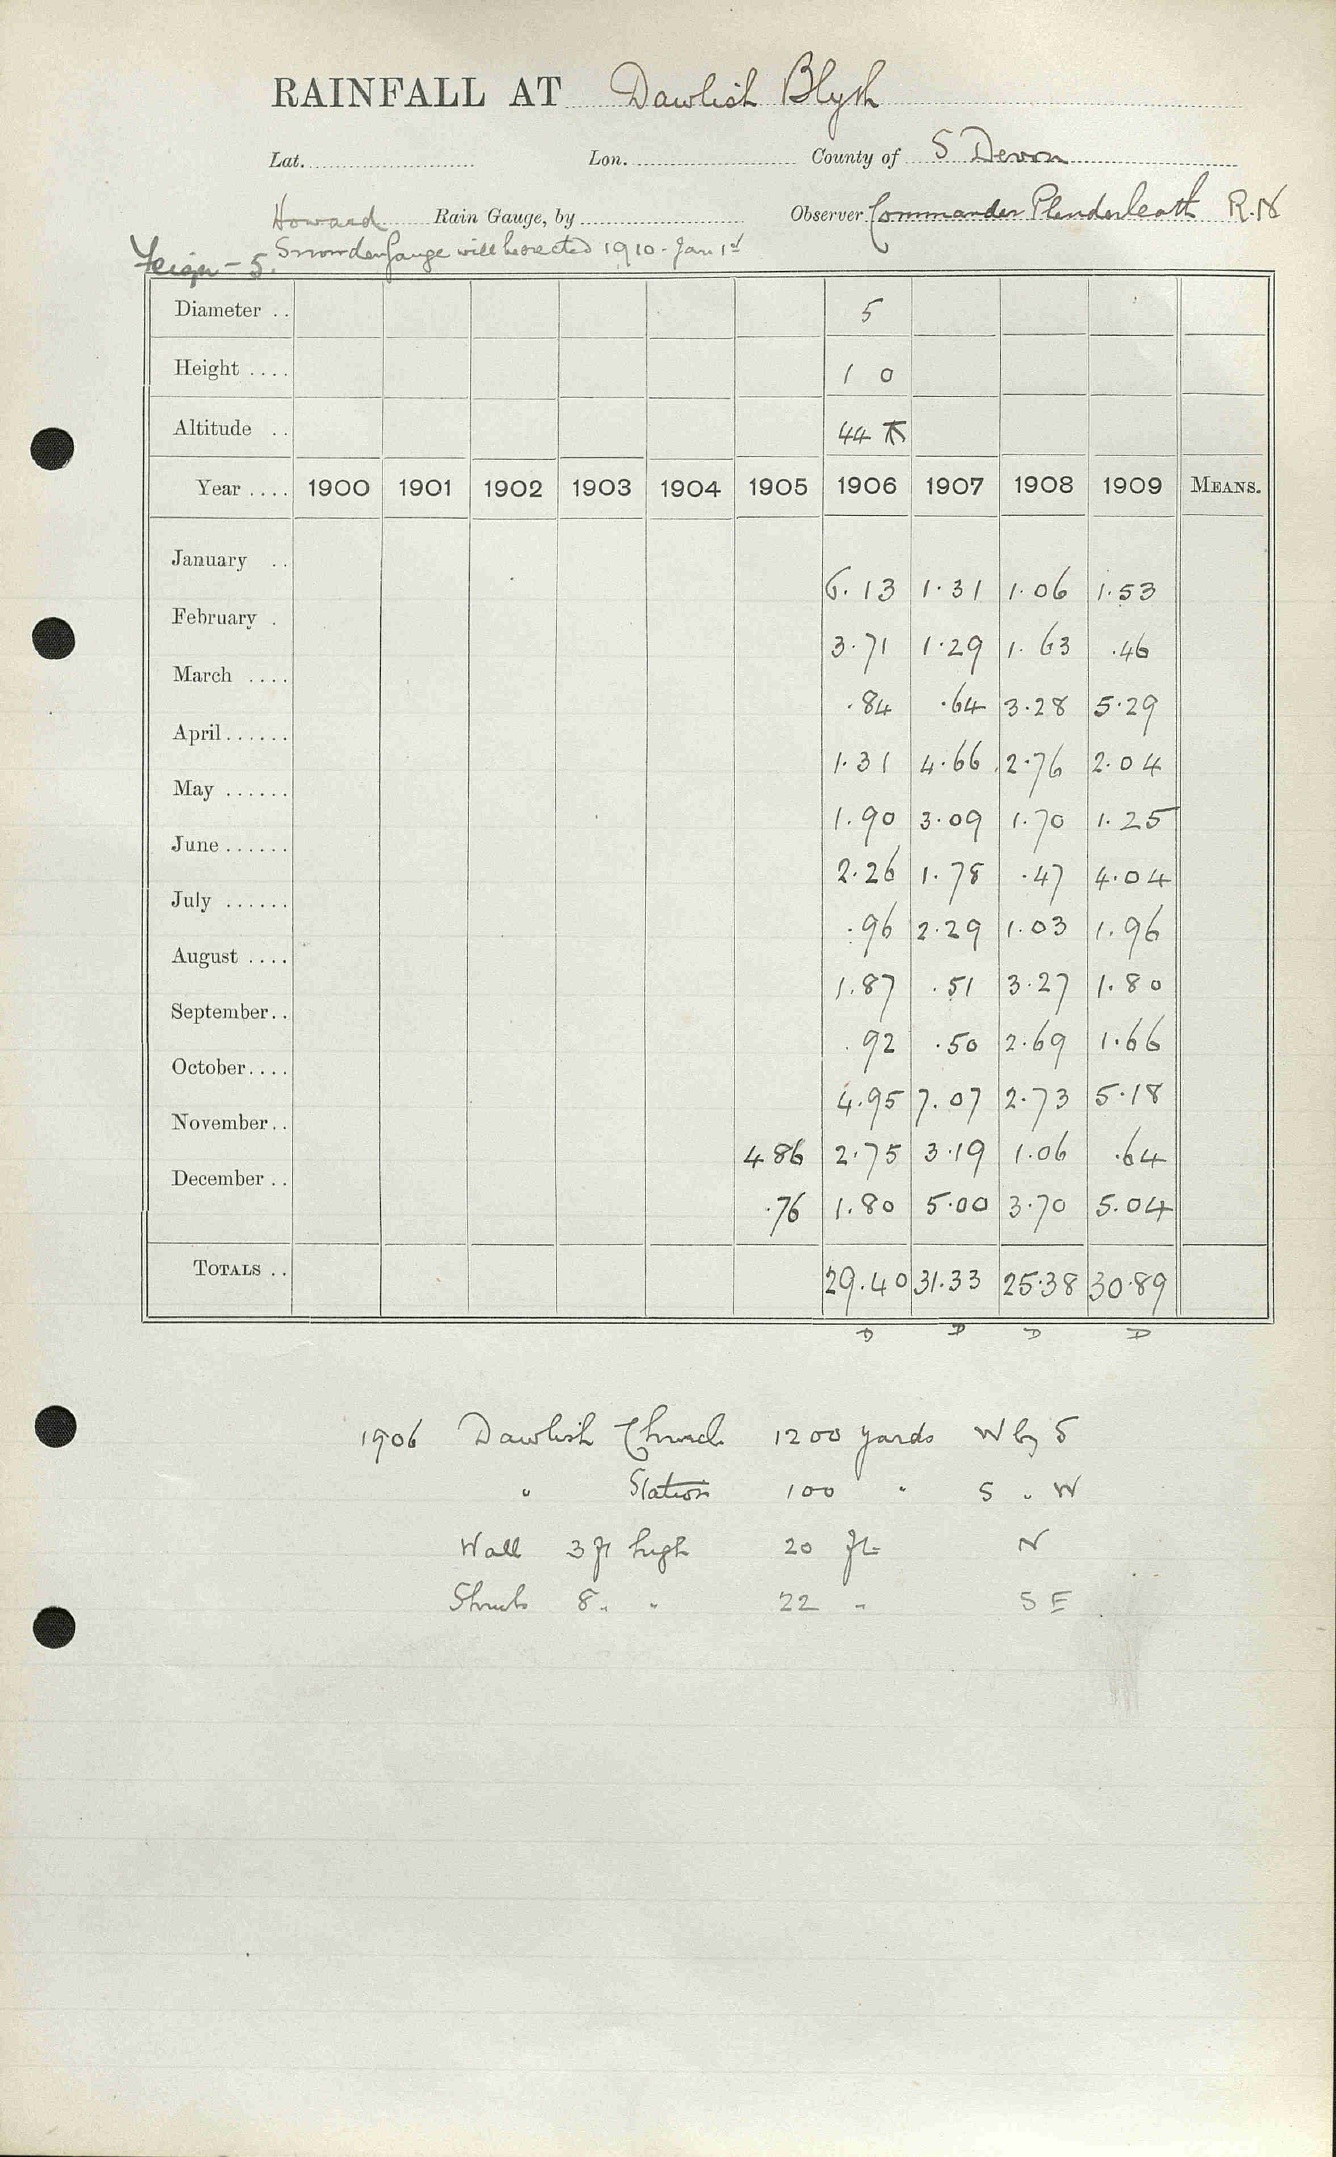 RAINFALL AT Dawlish Blyth
Lat. Lon. County of S Devon
Howard Rain Gauge, by Observer Commander Plenderleath R.N
Teign - 5. Snowden gauge will be erected 1910 - Jan 1st
Diameter .. 5
Height .... 1 0
Altitude .. 44
Year .... 1900 1901 1902 1903 1904 1905 1906 1907 1908 1909 MEANS.
January .. 6.13 1.31 1.06 1.53
February . 3.71 1.29 1.63 .46
March .... .84 .64 3.28 5.29
April...... 1.31 4.66 2.76 2.04
May ...... 1.90 3.09 1.70 1.25
June...... 2.26 1.78 .47 4.04
July ...... .96 2.29 1.03 1.96
August .... 1.87 .51 3.27 1.80
September.. .92 .50 2.69 1.66
October.... 4.95 7.07 2.73 5.18
November.. 4 86 2.75 3.19 1.06 .64
December .. .76 1.80 5.00 3.70 5.04
TOTALS .. 29.40 31.33 25.38 30.89
D D D D
1906 Dawlish Church 1200 yards W by S
" Station 100 " S " W
Wall 3 ft high 20 ft N
Shrub 8 " " 22 " S E